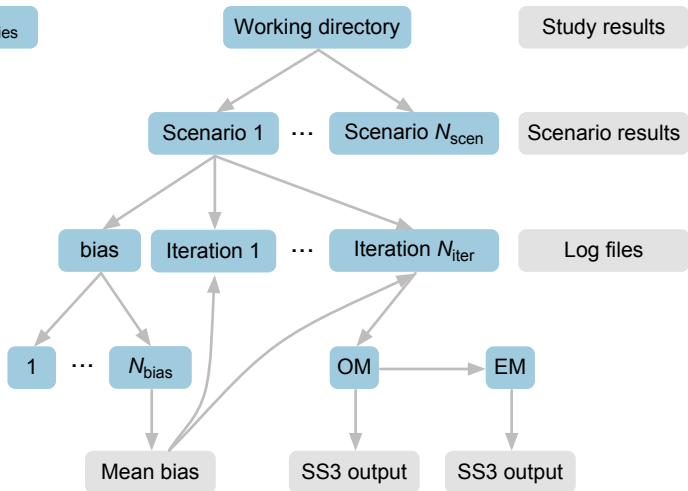 ies
Working directory
Study results
Scenario 1
...
Scenario Nscen
Scenario results
bias
Iteration 1
...
Iteration Niter
Log files
1
...
Nbias
OM
EM
Mean bias
SS3 output
SS3 output